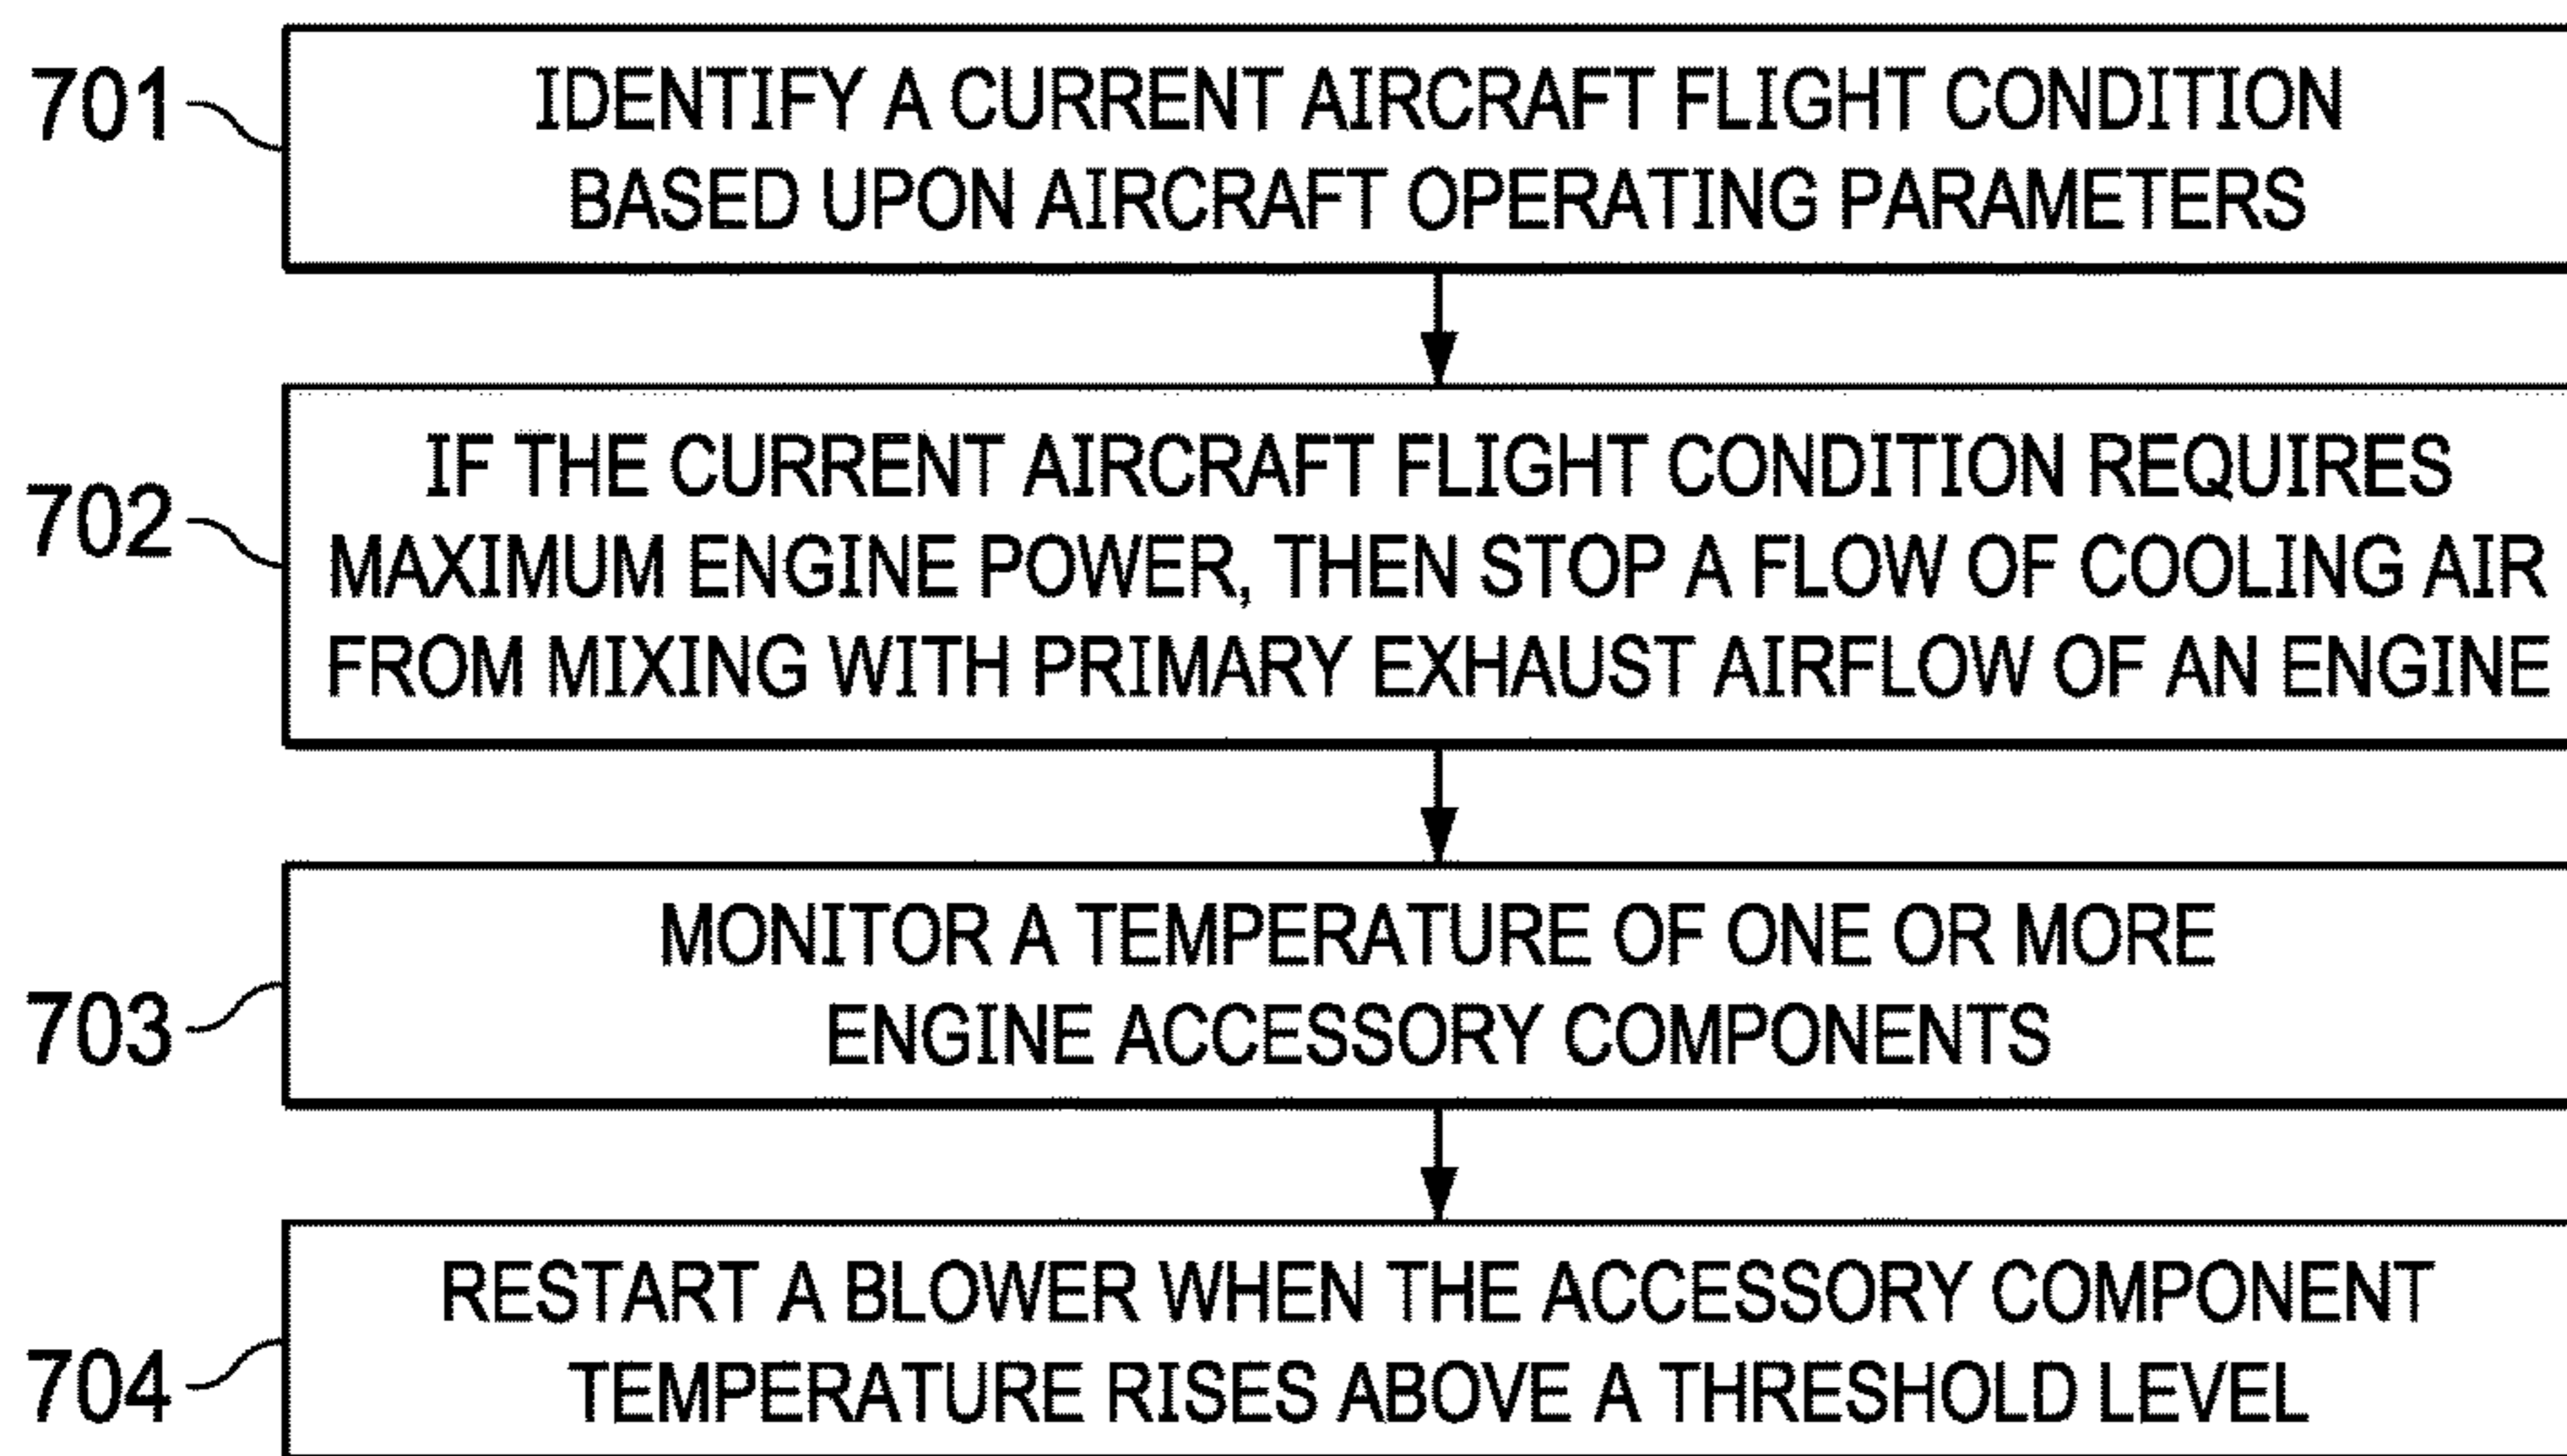 701
IDENTIFY A CURRENT AIRCRAFT FLIGHT CONDITION
BASED UPON AIRCRAFT OPERATING PARAMETERS
702
IF THE CURRENT AIRCRAFT FLIGHT CONDITION REQUIRES
MAXIMUM ENGINE POWER, THEN STOP A FLOW OF COOLING AIR
FROM MIXING WITH PRIMARY EXHAUST AIRFLOW OF AN ENGINE
703
MONITOR A TEMPERATURE OF ONE OR MORE
ENGINE ACCESSORY COMPONENTS
704
RESTART A BLOWER WHEN THE ACCESSORY COMPONENT
TEMPERATURE RISES ABOVE A THRESHOLD LEVEL